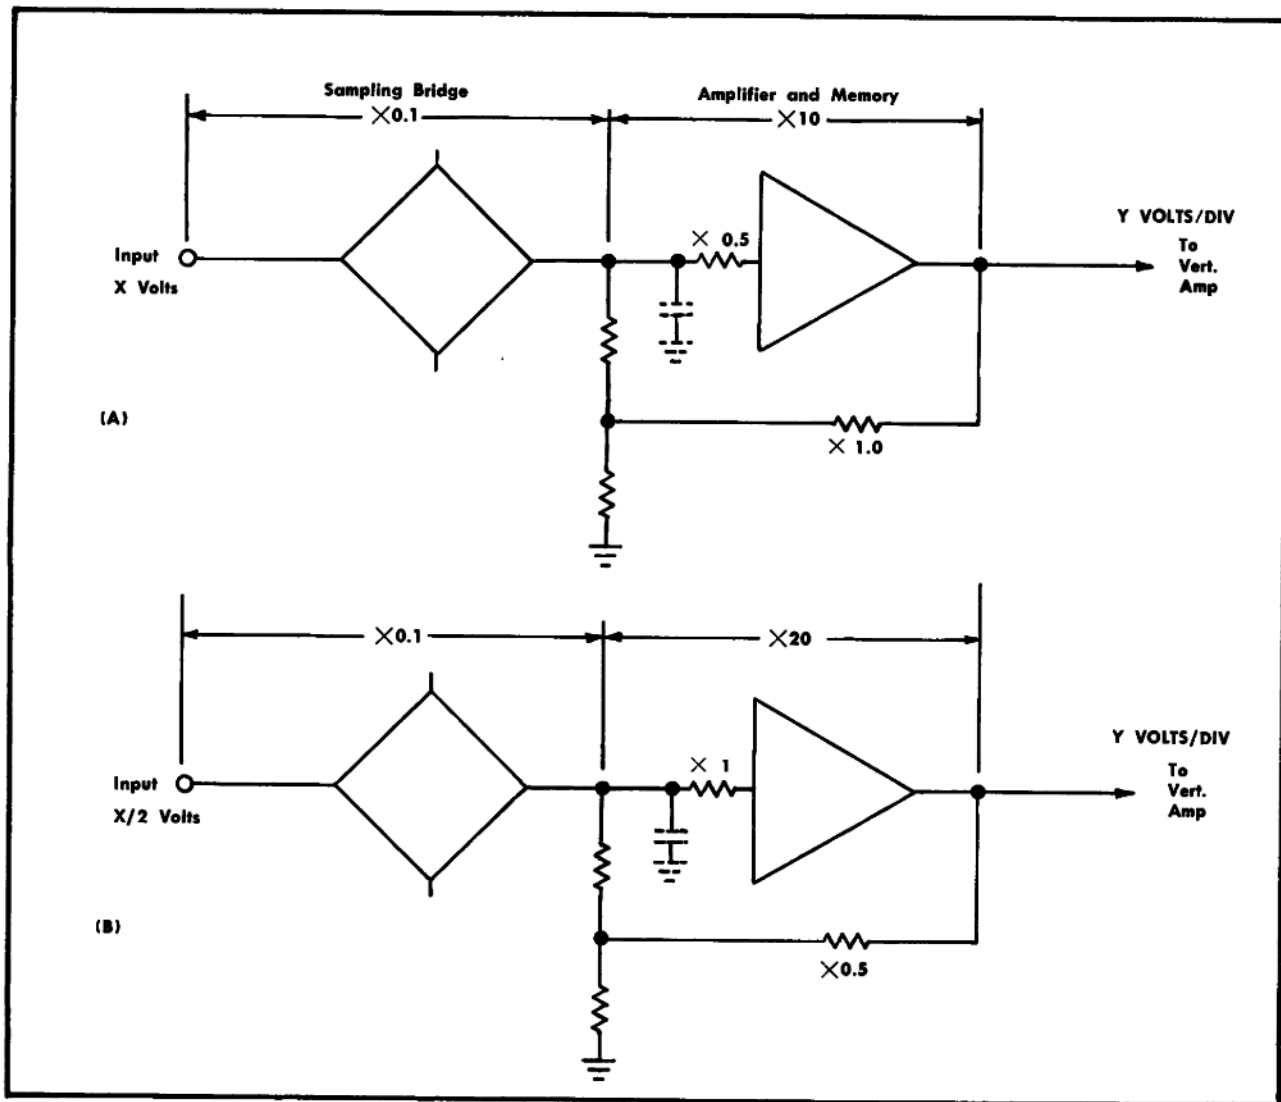 Sampling Bridge
×0.1
Amplifier and Memory
×10
Input
X Volts
× 0.5
Y VOLTS/DIV
To
Vert.
Amp
(A)
× 1.0
×0.1
×20
Input
X/2 Volts
× 1
Y VOLTS/DIV
To
Vert.
Amp
(B)
×0.5